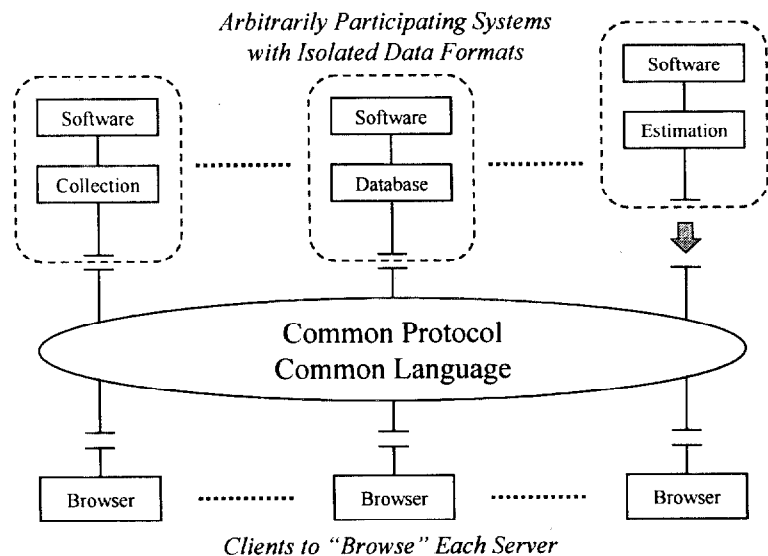 Arbitrarily Participating Systems
with Isolated Data Formats
Software
Collection
Software
Database
Software
Estimation
Common Protocol
Common Language
Browser
Browser
Browser
Clients to “Browse” Each Server